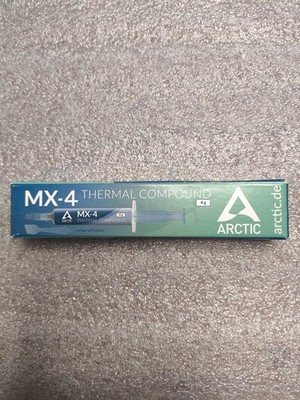 MX-4 THERMAL COMPOUND
4g
ARCTIC
arctic.de
MX-4